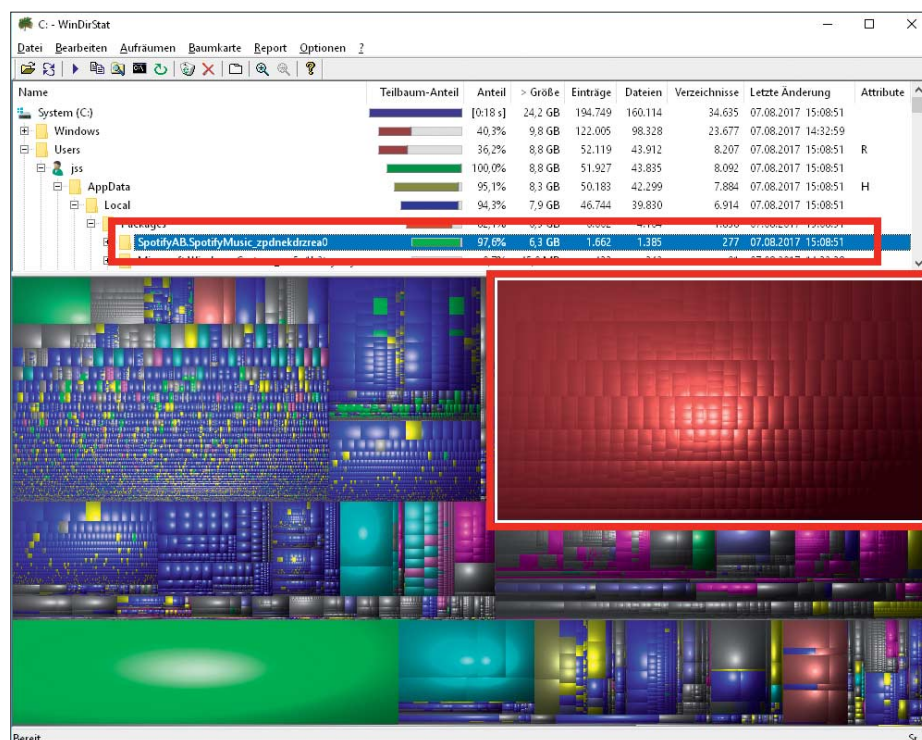 C: - WinDirStat
Datei Bearbeiten Aufräumen Baumkarte Report Optionen ?
Name Teilbaum-Anteil Anteil > Größe Einträge Dateien Verzeichnisse Letzte Änderung Attribute
System (C:) [0:18 s] 24,2 GB 194.749 160.114 34.635 07.08.2017 15:08:51
Windows 40,3% 9,8 GB 122.005 98.328 23.677 07.08.2017 14:32:59
Users 36,2% 8,8 GB 52.119 43.912 8.207 07.08.2017 15:08:51 R
jss 100,0% 8,8 GB 51.927 43.835 8.092 07.08.2017 15:08:51
AppData 95,1% 8,3 GB 50.183 42.299 7.884 07.08.2017 15:08:51 H
Local 94,3% 7,9 GB 46.744 39.830 6.914 07.08.2017 15:08:51
Packages
SpotifyAB.SpotifyMusic_zpdnekdrzrea0 97,6% 6,3 GB 1.662 1.385 277 07.08.2017 15:08:51
Bereit